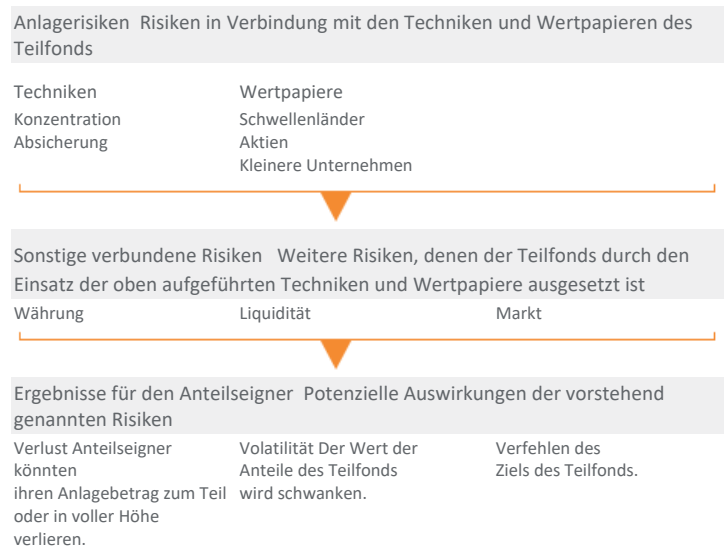 Anlagerisiken Risiken in Verbindung mit den Techniken und Wertpapieren des
Teilfonds
Techniken Wertpapiere
Konzentration Schwellenländer
Absicherung Aktien
Kleinere Unternehmen
Sonstige verbundene Risiken Weitere Risiken, denen der Teilfonds durch den
Einsatz der oben aufgeführten Techniken und Wertpapiere ausgesetzt ist
Währung Liquidität Markt
Ergebnisse für den Anteilseigner Potenzielle Auswirkungen der vorstehend
genannten Risiken
Verlust Anteilseigner
könnten
ihren Anlagebetrag zum Teil
oder in voller Höhe
verlieren.
Volatilität Der Wert der
Anteile des Teilfonds
wird schwanken.
Verfehlen des
Ziels des Teilfonds.